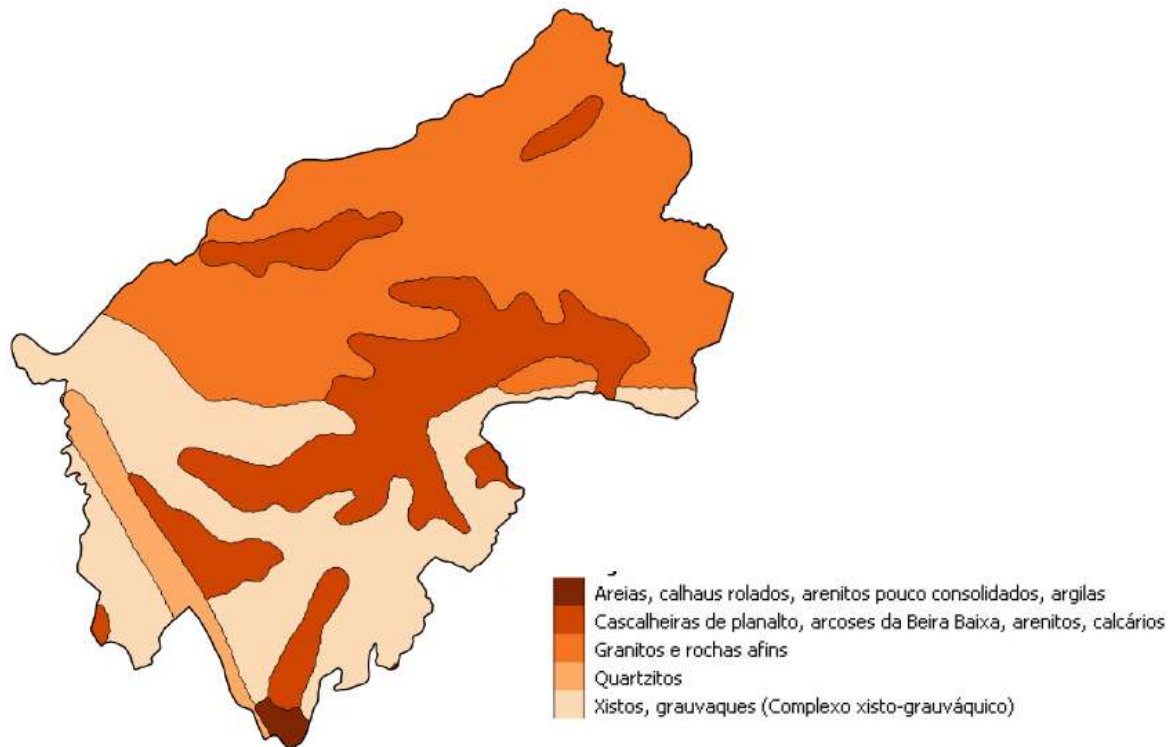 Areias, calhaus rolados, arenitos pouco consolidados, argilas
Cascalheiras de planalto, arcoses da Beira Baixa, arenitos, calcários
Granitos e rochas afins
Quartzitos
Xistos, grauvaques (Complexo xisto-grauváquico)